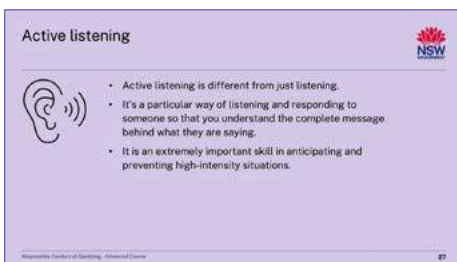 Active listening
NSW
GOVERNMENT
• Active listening is different from just listening.
• It's a particular way of listening and responding to
someone so that you understand the complete message
behind what they are saying.
• It is an extremely important skill in anticipating and
preventing high-intensity situations.
Responsible Conduct of Gambling - Advanced Course
27